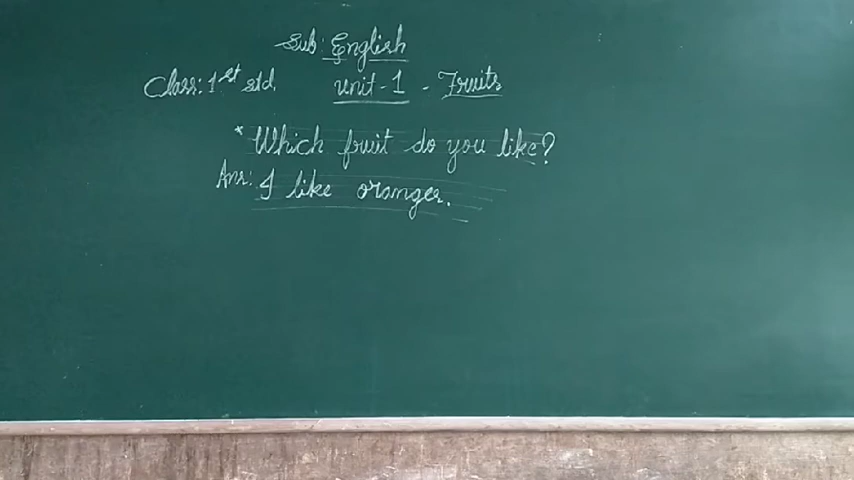 Sub: English
Class: 1st std. unit-1 - Fruits
* Which fruit do you like?
Ans: I like oranges.